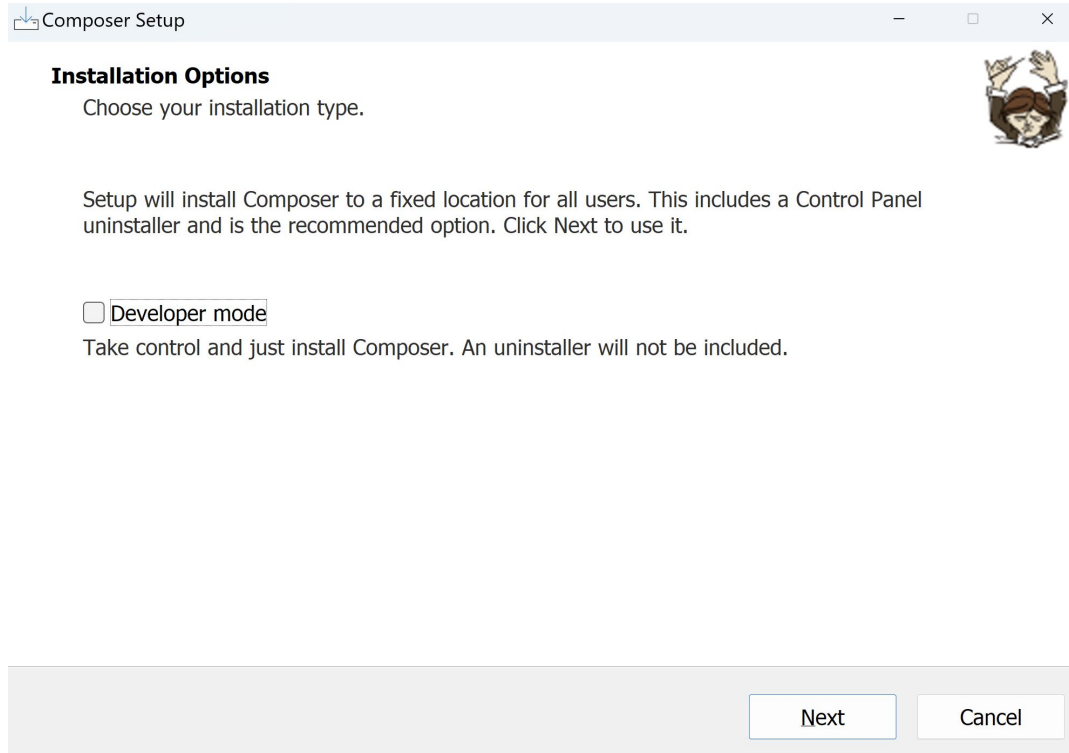 Composer Setup
Installation Options
Choose your installation type.
Setup will install Composer to a fixed location for all users. This includes a Control Panel
uninstaller and is the recommended option. Click Next to use it.
Developer mode
Take control and just install Composer. An uninstaller will not be included.
Next
Cancel